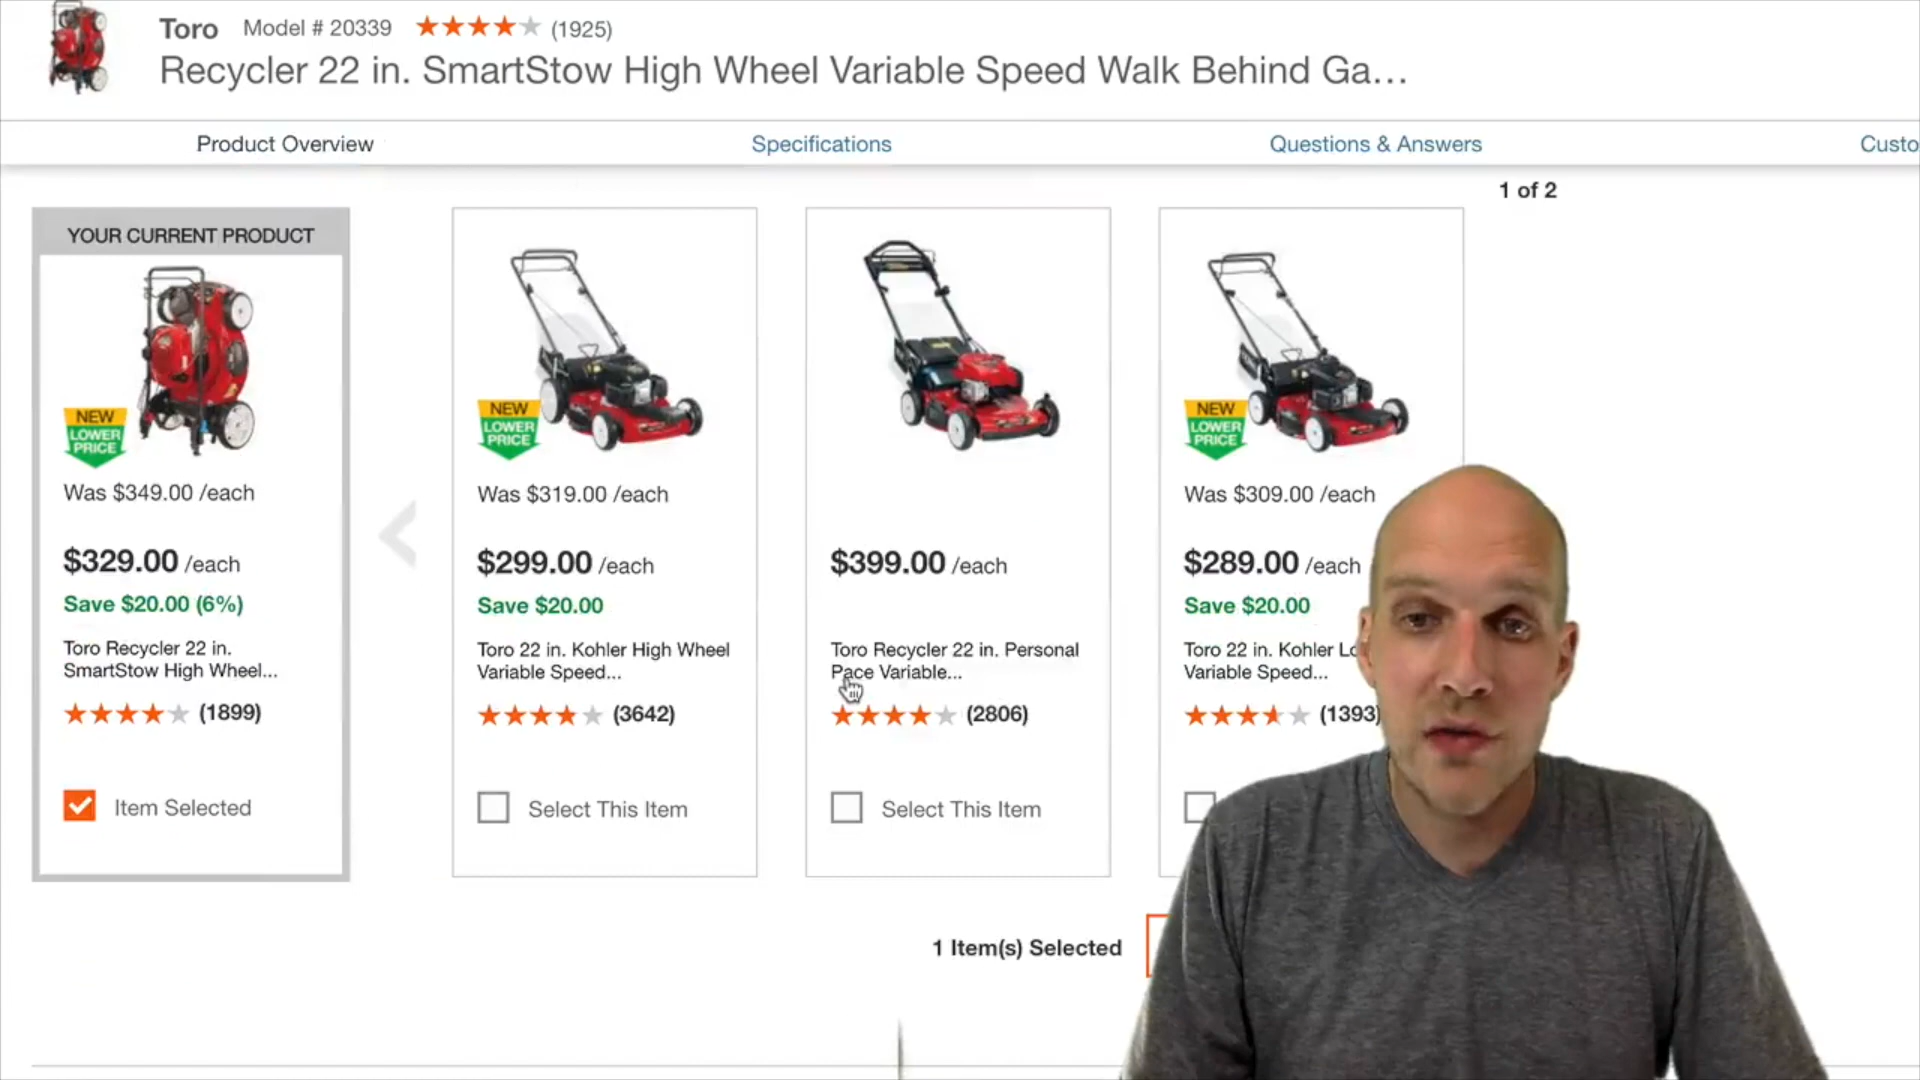 Toro Model # 20339 (1925)
Recycler 22 in. SmartStow High Wheel Variable Speed Walk Behind Ga...
Product Overview Specifications Questions & Answers Custo
1 of 2
YOUR CURRENT PRODUCT
NEW
LOWER
PRICE
Was $349.00 /each
$329.00 /each
Save $20.00 (6%)
Toro Recycler 22 in.
SmartStow High Wheel...
(1899)
Item Selected
NEW
LOWER
PRICE
Was $319.00 /each
$299.00 /each
Save $20.00
Toro 22 in. Kohler High Wheel
Variable Speed...
(3642)
Select This Item
$399.00 /each
Toro Recycler 22 in. Personal
Pace Variable...
(2806)
Select This Item
NEW
LOWER
PRICE
Was $309.00 /each
$289.00 /each
Save $20.00
Toro 22 in. Kohler Lo
Variable Speed...
(1393)
1 Item(s) Selected